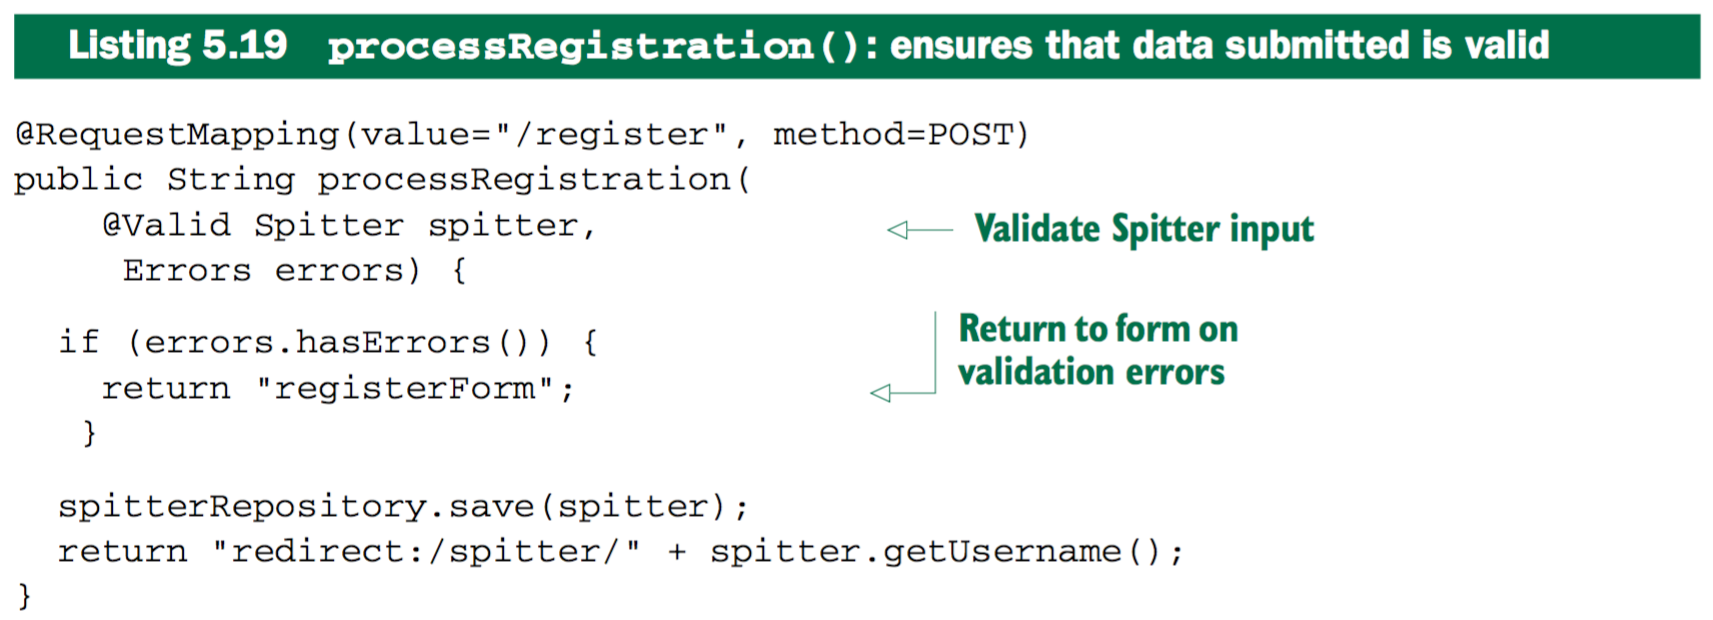 Listing 5.19 processRegistration(): ensures that data submitted is valid
@RequestMapping(value="/register", method=POST)
public String processRegistration(
@Valid Spitter spitter,
Validate Spitter input
Errors errors) {
if (errors.hasErrors()) {
return "registerForm";
Return to form on
validation errors
}
spitterRepository.save(spitter);
return "redirect:/spitter/" + spitter.getUsername();
}